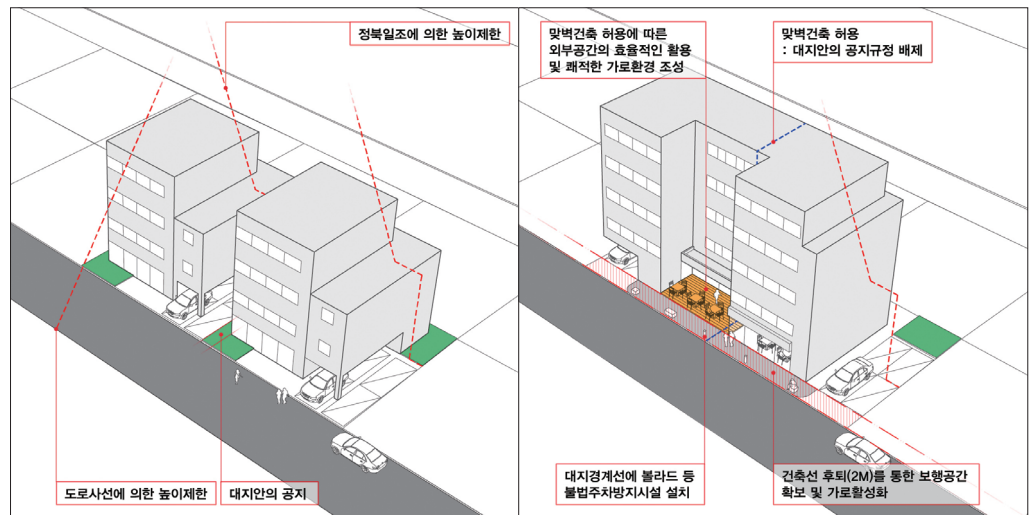 정북일조에 의한 높이제한
도로사선에 의한 높이제한
대지안의 공지
맞벽건축 허용에 따른
외부공간의 효율적인 활용
및 쾌적한 가로환경 조성
맞벽건축 허용
: 대지안의 공지규정 배제
대지경계선에 볼라드 등
불법주차방지시설 설치
건축선 후퇴(2M)를 통한 보행공간
확보 및 가로활성화